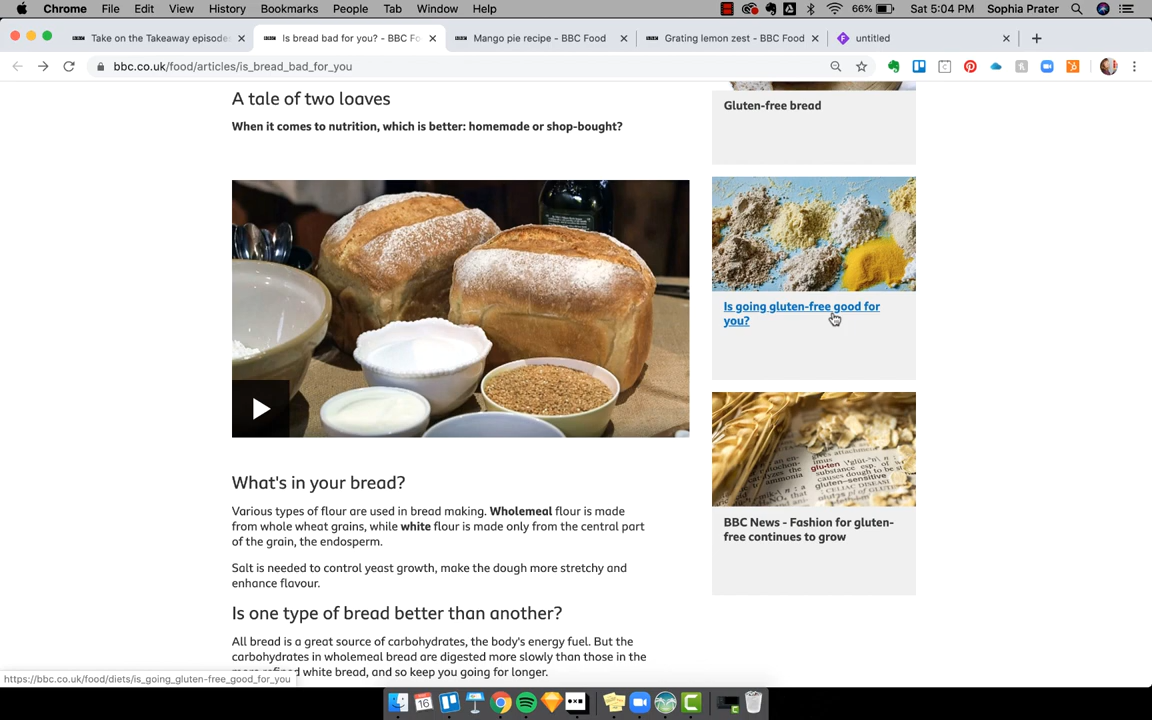 Chrome File Edit View History Bookmarks People Tab Window Help 66% Sat 5:04 PM Sophia Prater
Take on the Takeaway episode
Is bread bad for you? - BBC Fo
Mango pie recipe - BBC Food
Grating lemon zest - BBC Food
untitled
bbc.co.uk/food/articles/is_bread_bad_for_you
A tale of two loaves
When it comes to nutrition, which is better: homemade or shop-bought?
Gluten-free bread
Is going gluten-free good for
you?
gluten
gluten-sensitive
BBC News - Fashion for gluten-
free continues to grow
What's in your bread?
Various types of flour are used in bread making. Wholemeal flour is made
from whole wheat grains, while white flour is made only from the central part
of the grain, the endosperm.
Salt is needed to control yeast growth, make the dough more stretchy and
enhance flavour.
Is one type of bread better than another?
All bread is a great source of carbohydrates, the body's energy fuel. But the
carbohydrates in wholemeal bread are digested more slowly than those in the
white bread, and so keep you going for longer.
https://bbc.co.uk/food/diets/is_going_gluten-free_good_for_you